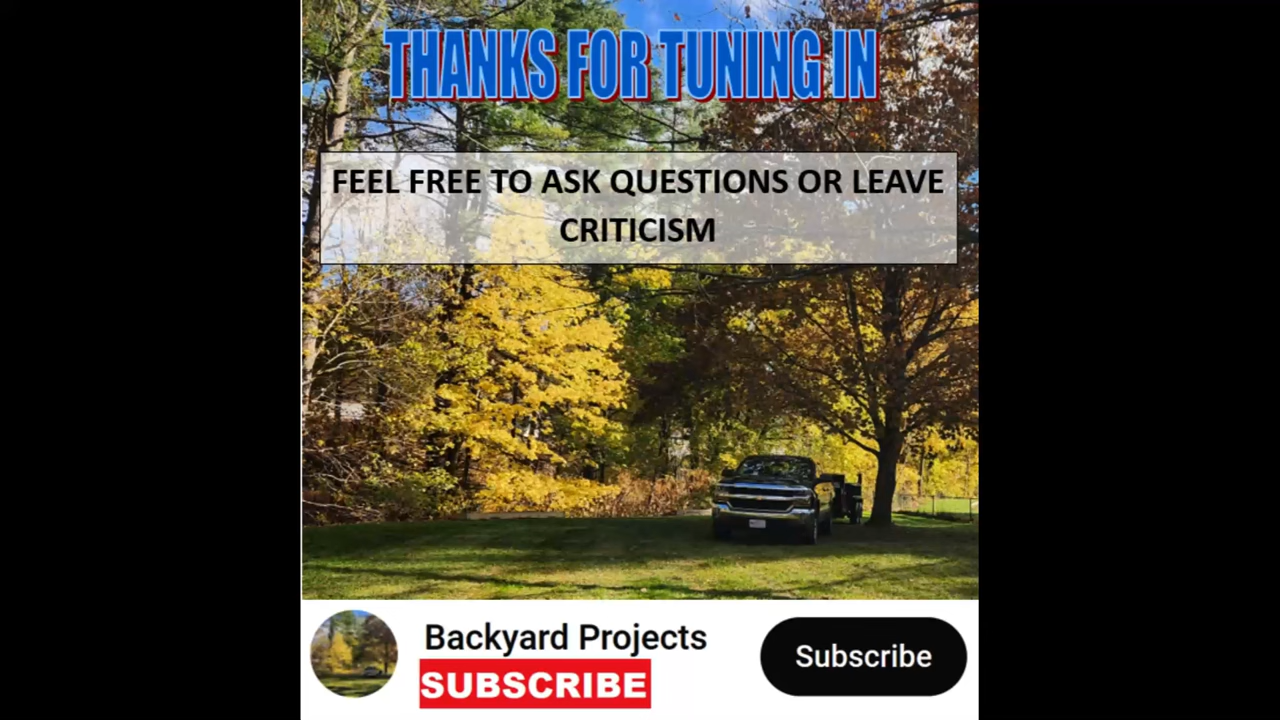 THANKS FOR TUNING IN
FEEL FREE TO ASK QUESTIONS OR LEAVE
CRITICISM
Backyard Projects
SUBSCRIBE
Subscribe